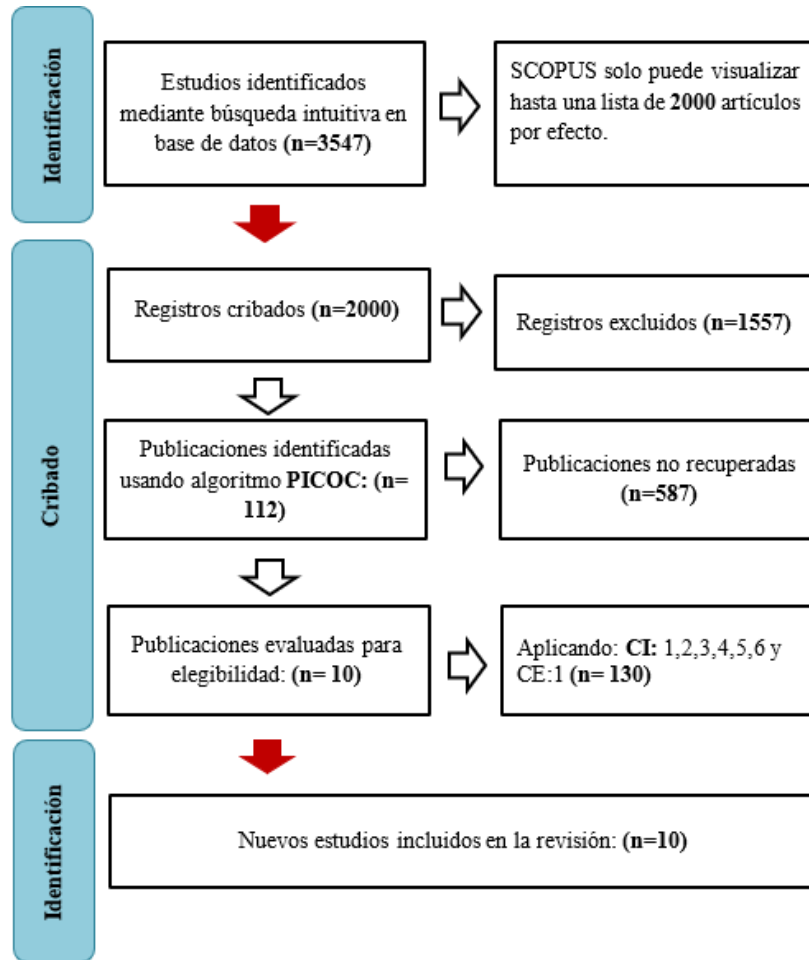 Identificación
Estudios identificados
mediante búsqueda intuitiva en
base de datos (n=3547)
SCOPUS solo puede visualizar
hasta una lista de 2000 artículos
por efecto.
Cribado
Registros cribados (n=2000)
Registros excluidos (n=1557)
Publicaciones identificadas
usando algoritmo PICOC: (n=
112)
Publicaciones no recuperadas
(n=587)
Publicaciones evaluadas para
elegibilidad: (n= 10)
Aplicando: CI: 1,2,3,4,5,6 y
CE:1 (n= 130)
Identificación
Nuevos estudios incluidos en la revisión: (n=10)